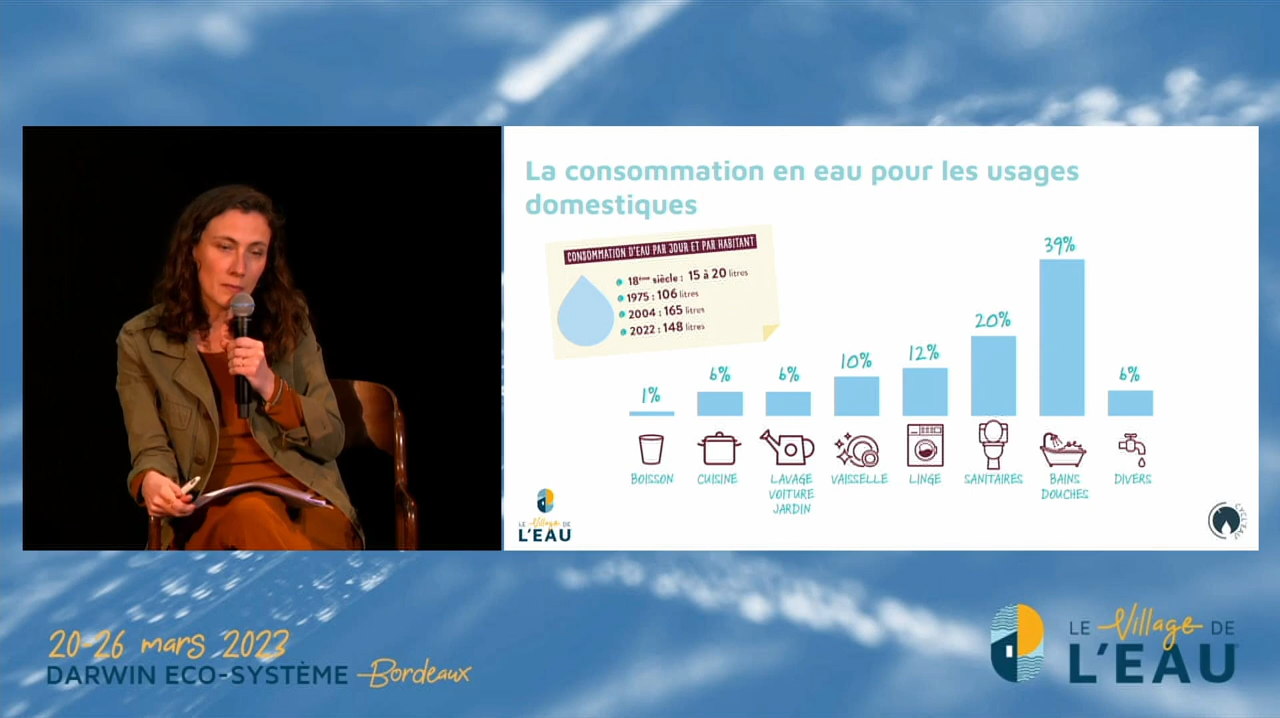 La consommation en eau pour les usages
domestiques
CONSOMMATION D'EAU PAR JOUR ET PAR HABITANT
18ème siècle : 15 à 20 litres
1975 : 106 litres
2004 : 165 litres
2022 : 148 litres
1%
6%
6%
10%
12%
20%
39%
6%
BOISSON
CUISINE
LAVAGE
VOITURE
JARDIN
VAISSELLE
LINGE
SANITAIRES
BAINS
DOUCHES
DIVERS
LE Village DE
L'EAU
CYCL'EAU
20-26 mars 2023
DARWIN ECO-SYSTÈME Bordeaux
LE Village DE
L'EAU